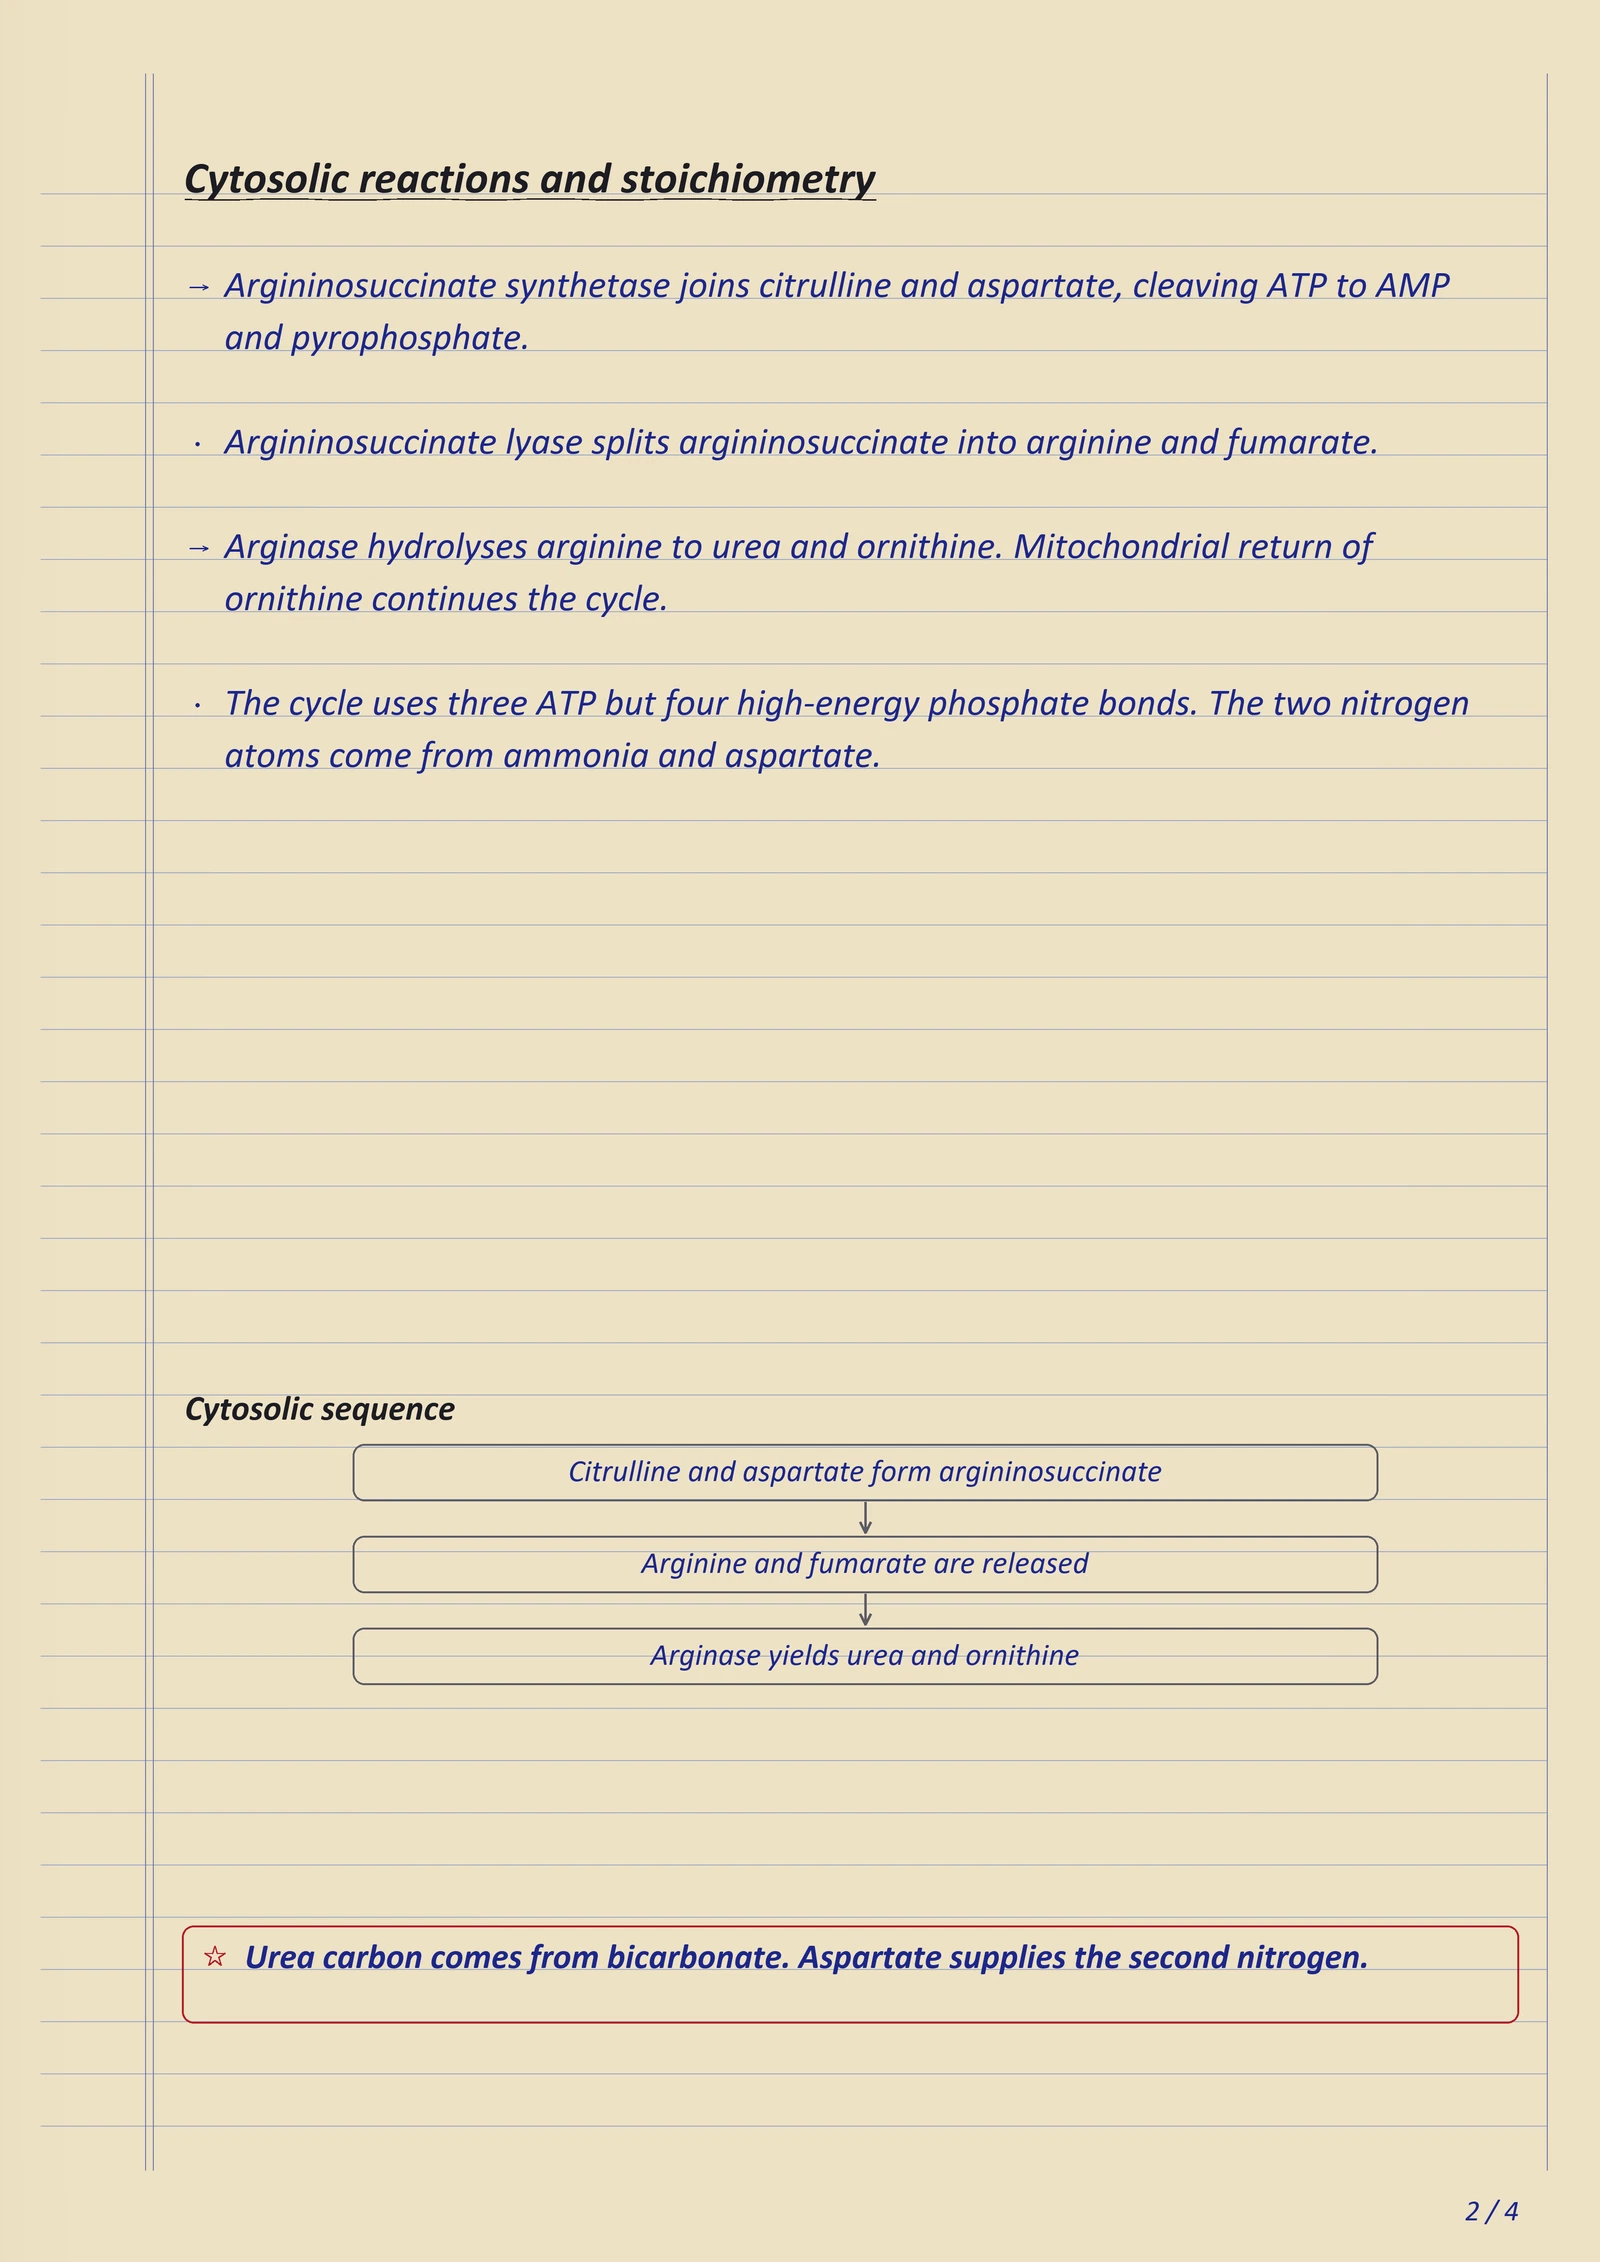 Cytosolic reactions and stoichiometry
→ Argininosuccinate synthetase joins citrulline and aspartate, cleaving ATP to AMP
and pyrophosphate.
· Argininosuccinate lyase splits argininosuccinate into arginine and fumarate.
→ Arginase hydrolyses arginine to urea and ornithine. Mitochondrial return of
ornithine continues the cycle.
· The cycle uses three ATP but four high-energy phosphate bonds. The two nitrogen
atoms come from ammonia and aspartate.
Cytosolic sequence
Citrulline and aspartate form argininosuccinate
Arginine and fumarate are released
Arginase yields urea and ornithine
☆ Urea carbon comes from bicarbonate. Aspartate supplies the second nitrogen.
2 / 4